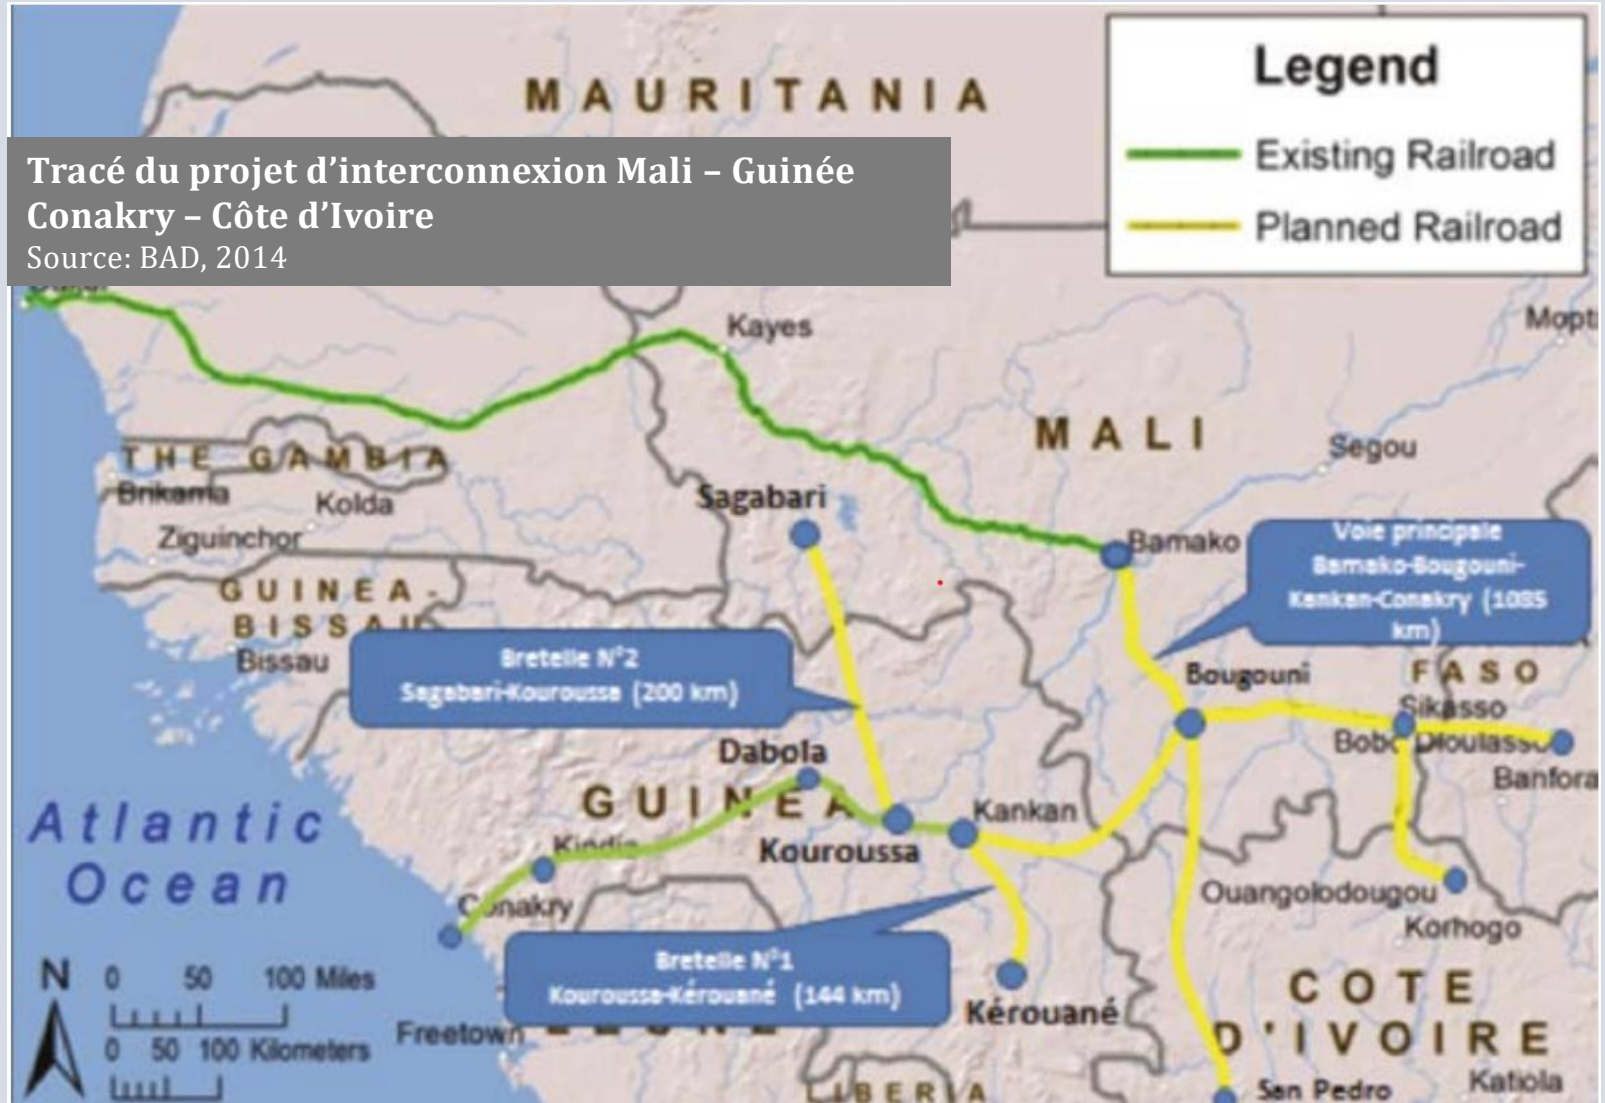 MAURITANIA
Legend
Existing Railroad
Planned Railroad
Tracé du projet d’interconnexion Mali – Guinée
Conakry – Côte d’Ivoire
Source: BAD, 2014
Kayes
MALI
Segou
THE GAMBIA
Brikama
Kolda
Ziguinchor
Sagabari
Bamako
Voie principale
Bamako-Bougouni-
Kankan-Conakry (1085
km)
GUINEA-
BISSAU
Bissau
Bretelle N°2
Sagabari-Kouroussa (200 km)
Bougouni
FASO
Sikasso
Bobo Dioulasso
Banfora
Dabola
GUINEA
Kankan
Kindia
Kouroussa
Atlantic
Ocean
Conakry
Ouangolodougou
Korhogo
Bretelle N°1
Kouroussa-Kérouané (144 km)
Kérouané
N
0 50 100 Miles
0 50 100 Kilometers
Freetown
LEONE
COTE
D'IVOIRE
LIBERIA
San Pedro
Katiola